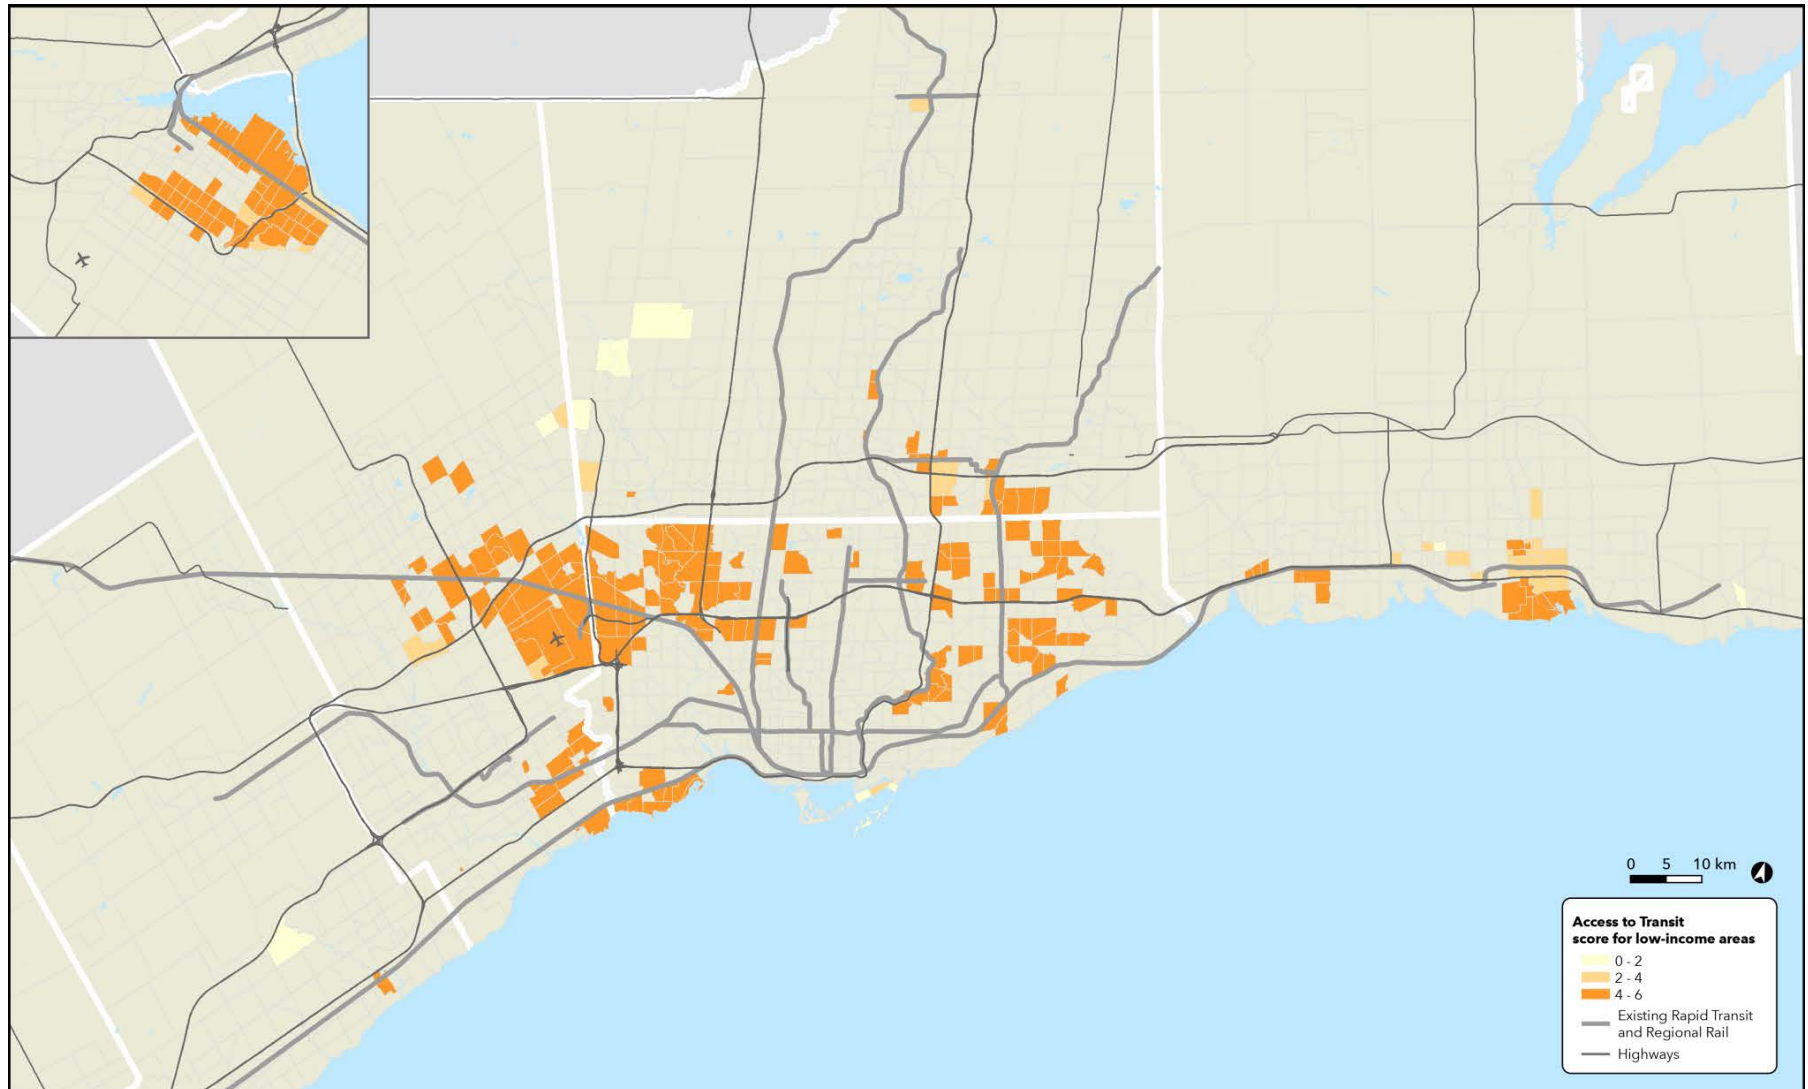 0 5 10 km
Access to Transit
score for low-income areas
0 - 2
2 - 4
4 - 6
Existing Rapid Transit
and Regional Rail
Highways